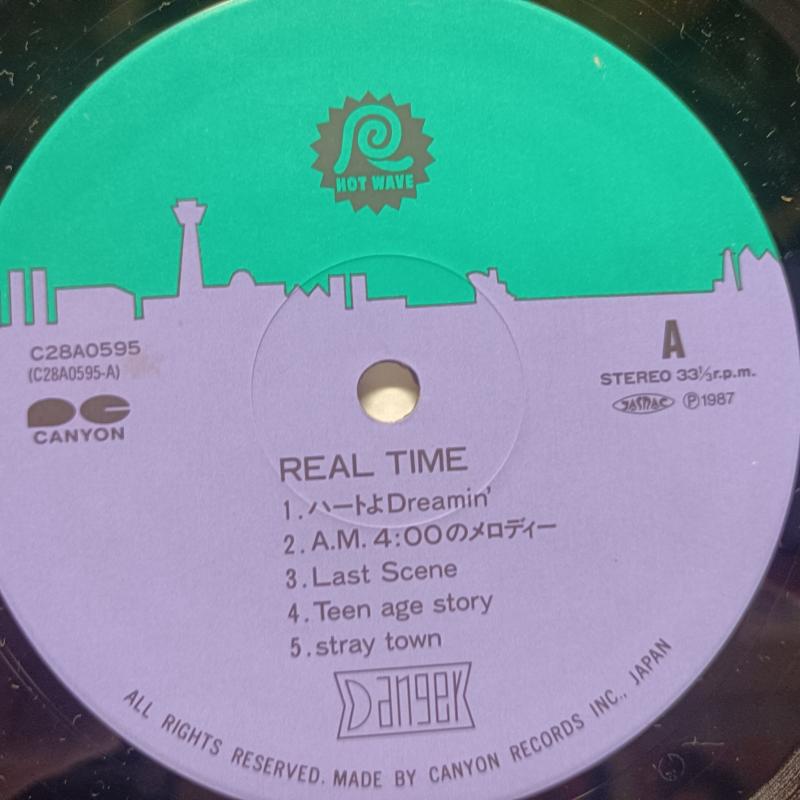 HOT WAVE
C28A0595
(C28A0595-A)
CANYON
A
STEREO 33⅓r.p.m.
JASRAC Ⓟ1987
REAL TIME
1.ハートよDreamin'
2.A.M.4:00のメロディー
3.Last Scene
4.Teen age story
5.stray town
Danger
ALL RIGHTS RESERVED. MADE BY CANYON RECORDS INC., JAPAN